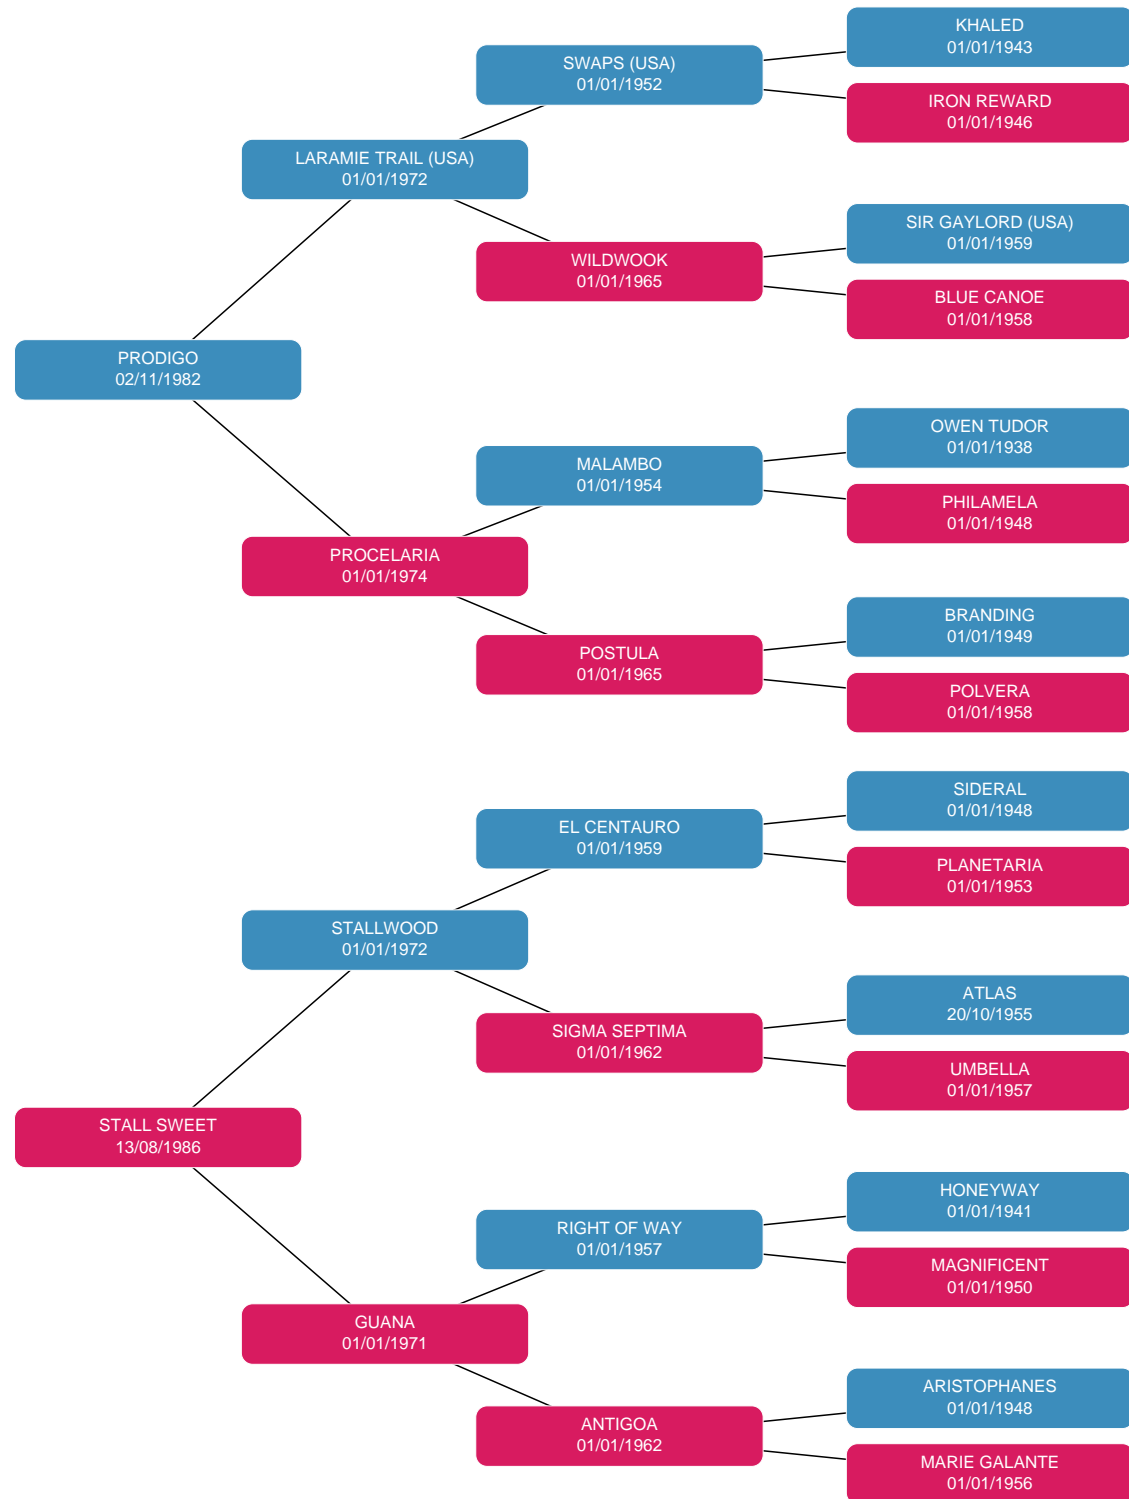 KHALED
01/01/1943
SWAPS (USA)
01/01/1952
IRON REWARD
01/01/1946
LARAMIE TRAIL (USA)
01/01/1972
SIR GAYLORD (USA)
01/01/1959
WILDWOOK
01/01/1965
BLUE CANOE
01/01/1958
PRODIGO
02/11/1982
OWEN TUDOR
01/01/1938
MALAMBO
01/01/1954
PHILAMELA
01/01/1948
PROCELARIA
01/01/1974
BRANDING
01/01/1949
POSTULA
01/01/1965
POLVERA
01/01/1958
SIDERAL
01/01/1948
EL CENTAURO
01/01/1959
PLANETARIA
01/01/1953
STALLWOOD
01/01/1972
ATLAS
20/10/1955
SIGMA SEPTIMA
01/01/1962
UMBELLA
01/01/1957
STALL SWEET
13/08/1986
HONEYWAY
01/01/1941
RIGHT OF WAY
01/01/1957
MAGNIFICENT
01/01/1950
GUANA
01/01/1971
ARISTOPHANES
01/01/1948
ANTIGOA
01/01/1962
MARIE GALANTE
01/01/1956